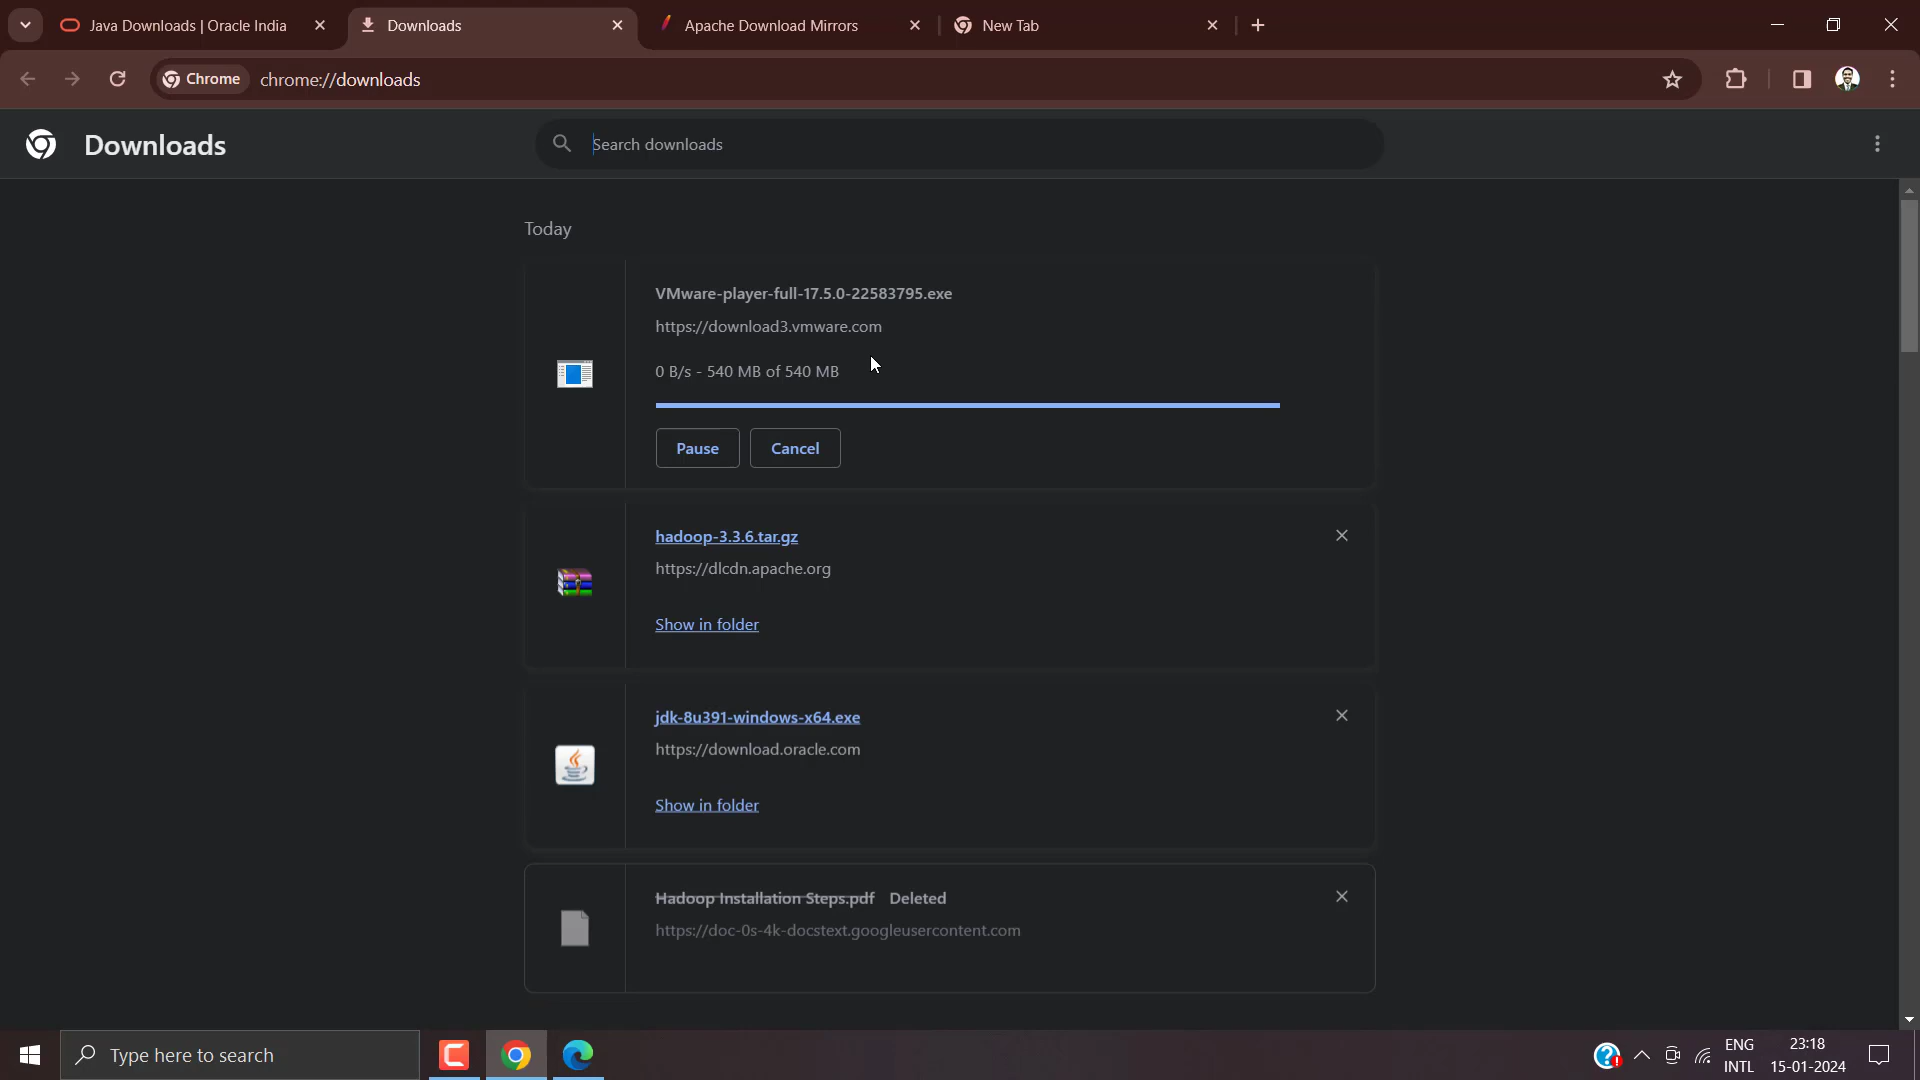 Java Downloads | Oracle India
Downloads
Apache Download Mirrors
New Tab
Chrome
chrome://downloads
Downloads
Search downloads
Today
VMware-player-full-17.5.0-22583795.exe
https://download3.vmware.com
0 B/s - 540 MB of 540 MB
Pause
Cancel
hadoop-3.3.6.tar.gz
https://dlcdn.apache.org
Show in folder
jdk-8u391-windows-x64.exe
https://download.oracle.com
Show in folder
Hadoop Installation Steps.pdf Deleted
https://doc-0s-4k-docstext.googleusercontent.com
Type here to search
ENG
INTL
23:18
15-01-2024